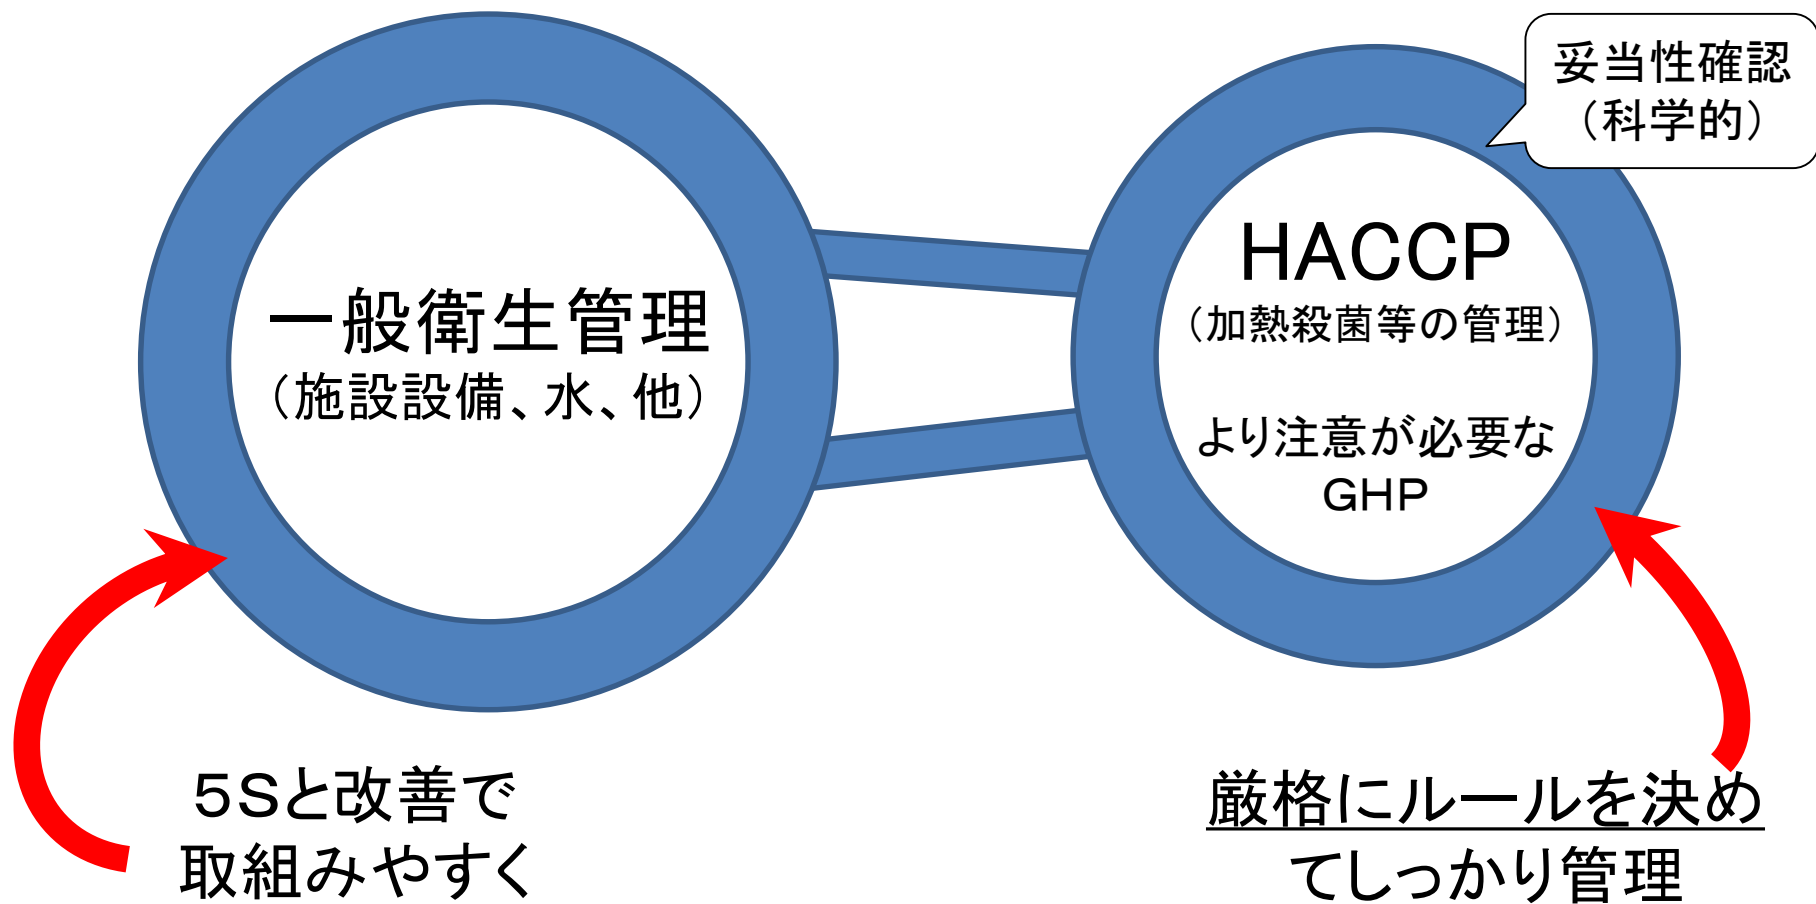 一般衛生管理
（施設設備、水、他）
5Sと改善で
取組みやすく
妥当性確認
（科学的）
HACCP
（加熱殺菌等の管理）
より注意が必要な
GHP
厳格にルールを決め
てしっかり管理